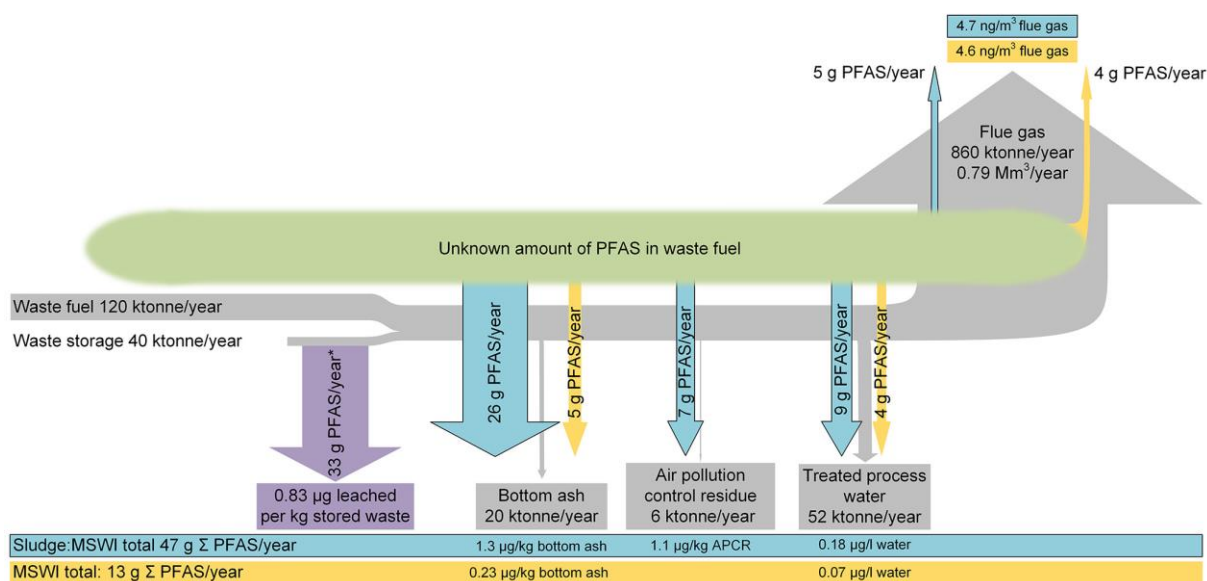 4.7 ng/m³ flue gas
4.6 ng/m³ flue gas
5 g PFAS/year
4 g PFAS/year
Flue gas
860 ktonne/year
0.79 Mm³/year
Unknown amount of PFAS in waste fuel
Waste fuel 120 ktonne/year
Waste storage 40 ktonne/year
33 g PFAS/year*
26 g PFAS/year
5 g PFAS/year
7 g PFAS/year
9 g PFAS/year
4 g PFAS/year
0.83 µg leached
per kg stored waste
Bottom ash
20 ktonne/year
Air pollution
control residue
6 ktonne/year
Treated process
water
52 ktonne/year
Sludge:MSWI total 47 g Σ PFAS/year
1.3 µg/kg bottom ash
1.1 µg/kg APCR
0.18 µg/l water
MSWI total: 13 g Σ PFAS/year
0.23 µg/kg bottom ash
0.07 µg/l water